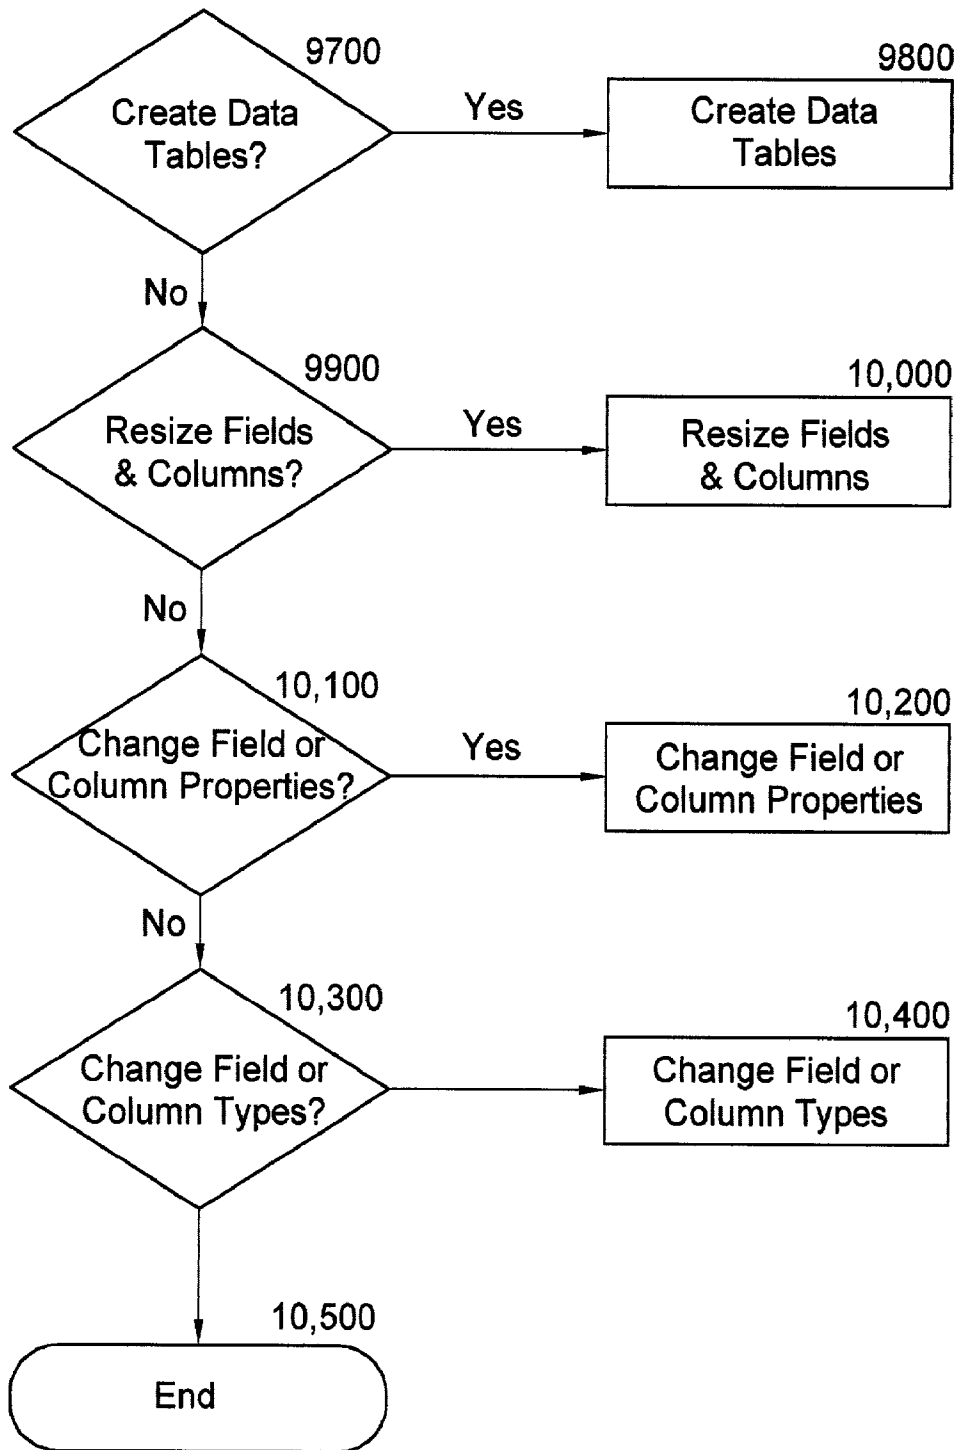 9700
Create Data
Tables?
Yes
9800
Create Data
Tables
No
9900
Resize Fields
& Columns?
Yes
10,000
Resize Fields
& Columns
No
10,100
Change Field or
Column Properties?
Yes
10,200
Change Field or
Column Properties
No
10,300
Change Field or
Column Types?
10,400
Change Field or
Column Types
10,500
End